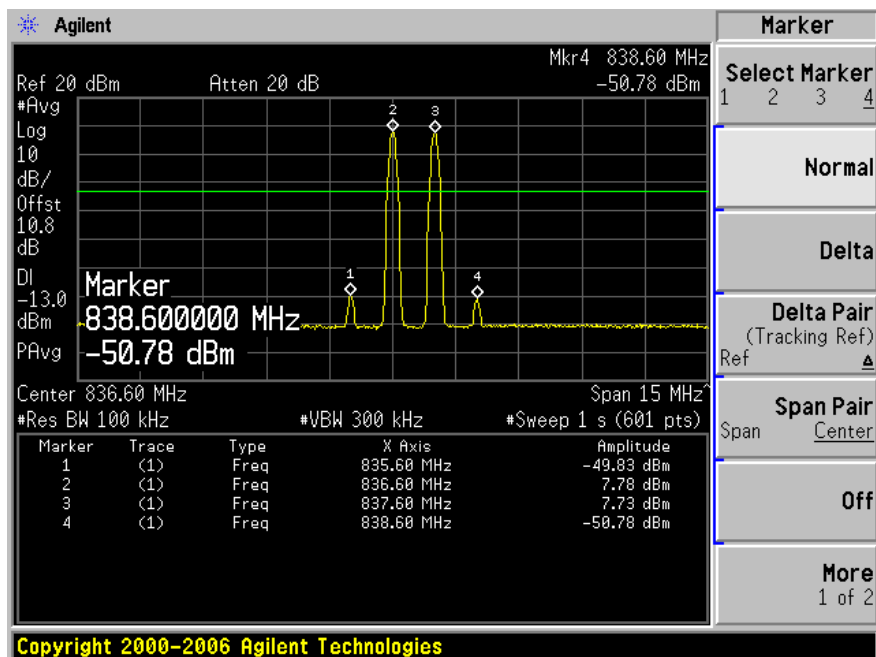 Agilent
Mkr4 838.60 MHz
Ref 20 dBm Atten 20 dB -50.78 dBm
#Avg
Log
10
dB/
Offst
10.8
dB
DI
-13.0
dBm
PAvg
2
3
1
4
Marker
838.600000 MHz
-50.78 dBm
Center 836.60 MHz Span 15 MHz^
#Res BW 100 kHz #VBW 300 kHz #Sweep 1 s (601 pts)
Marker Trace Type X Axis Amplitude
1 (1) Freq 835.60 MHz -49.83 dBm
2 (1) Freq 836.60 MHz 7.78 dBm
3 (1) Freq 837.60 MHz 7.73 dBm
4 (1) Freq 838.60 MHz -50.78 dBm
Marker
Select Marker
1 2 3 4
Normal
Delta
Delta Pair
(Tracking Ref)
Ref Δ
Span Pair
Span Center
Off
More
1 of 2
Copyright 2000-2006 Agilent Technologies